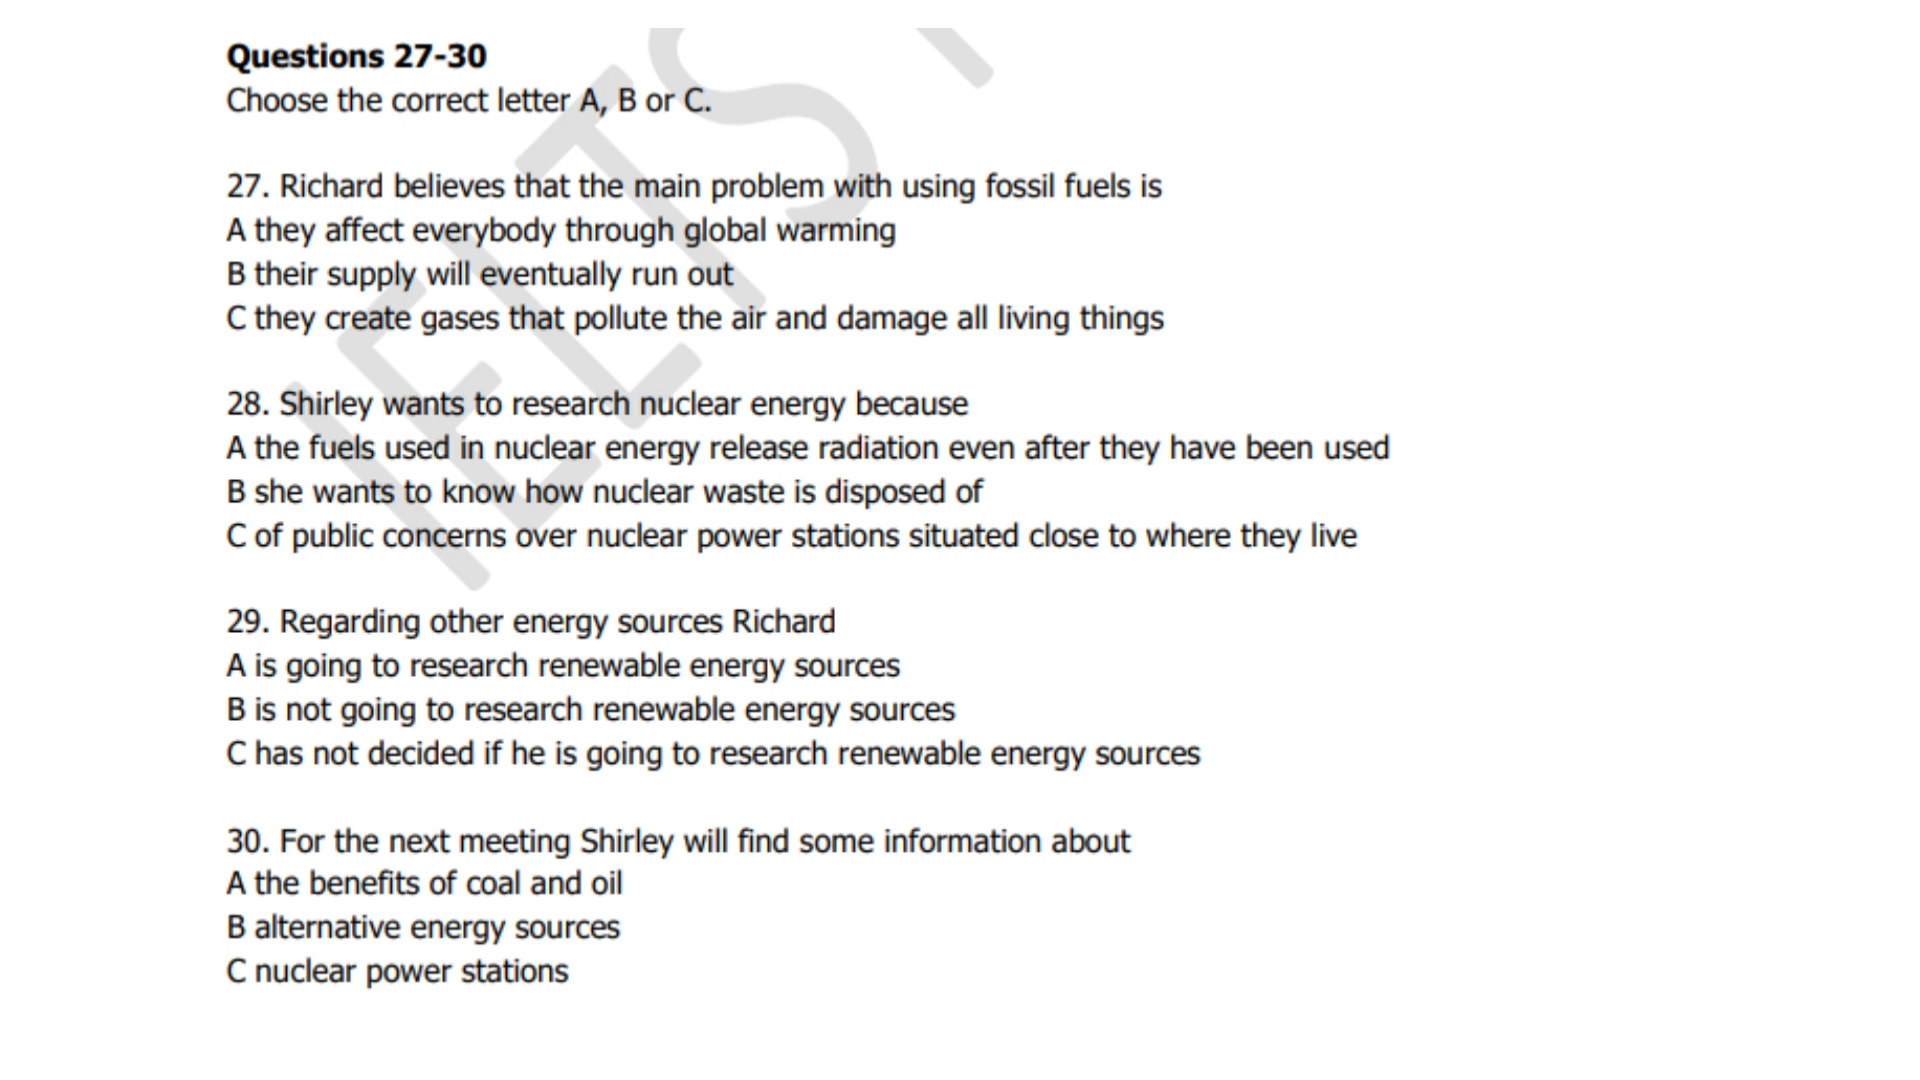 Questions 27-30
Choose the correct letter A, B or C.
27. Richard believes that the main problem with using fossil fuels is
A they affect everybody through global warming
B their supply will eventually run out
C they create gases that pollute the air and damage all living things
28. Shirley wants to research nuclear energy because
A the fuels used in nuclear energy release radiation even after they have been used
B she wants to know how nuclear waste is disposed of
C of public concerns over nuclear power stations situated close to where they live
29. Regarding other energy sources Richard
A is going to research renewable energy sources
B is not going to research renewable energy sources
C has not decided if he is going to research renewable energy sources
30. For the next meeting Shirley will find some information about
A the benefits of coal and oil
B alternative energy sources
C nuclear power stations
IELTS